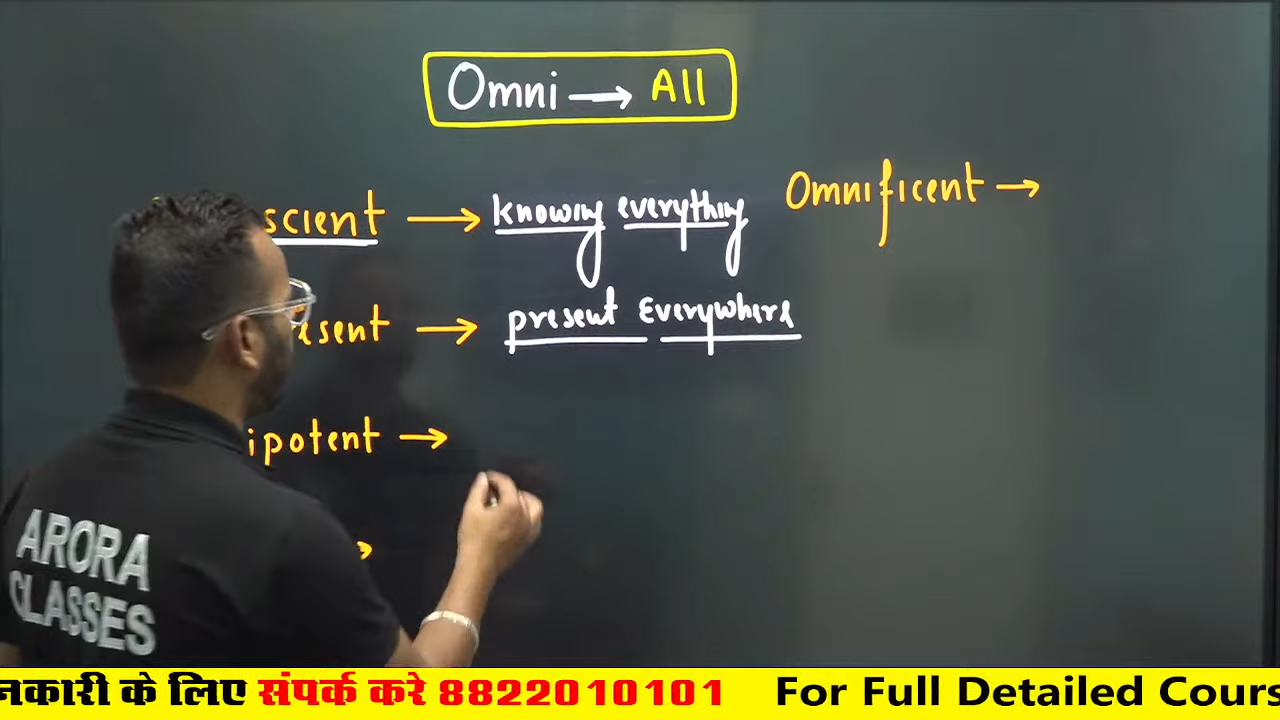 Omni → All
scient → knowing everything
esent → present Everywhere
ipotent →
→
Omnificent →
ARORA
CLASSES
नकारी के लिए संपर्क करे 8822010101 For Full Detailed Cours